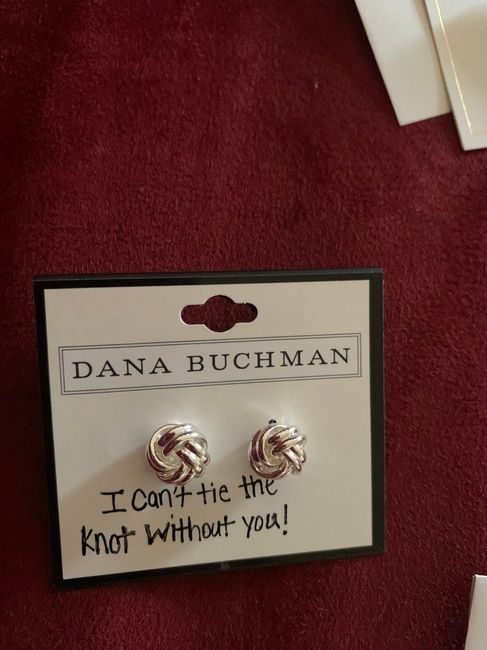 DANA BUCHMAN
I can't tie the
Knot without you!